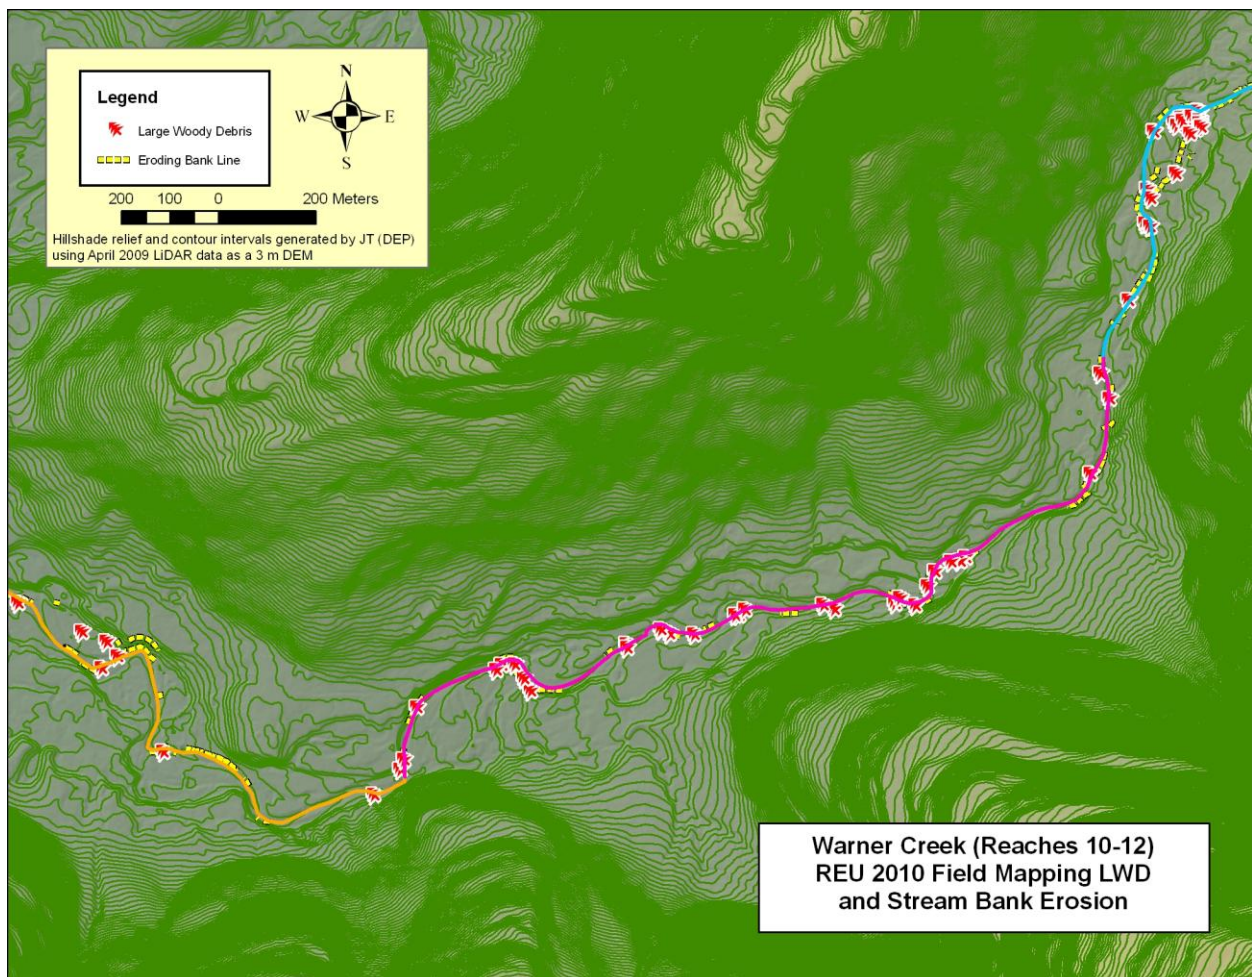 Legend
Large Woody Debris
Eroding Bank Line
N
W E
S
200 100 0 200 Meters
Hillshade relief and contour intervals generated by JT (DEP)
using April 2009 LiDAR data as a 3 m DEM
Warner Creek (Reaches 10-12)
REU 2010 Field Mapping LWD
and Stream Bank Erosion